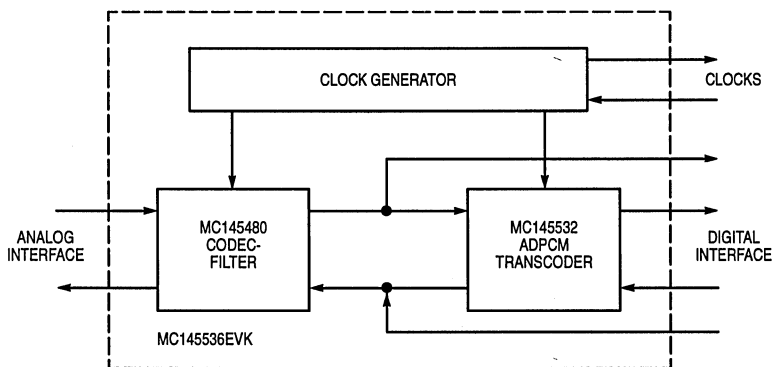 CLOCK GENERATOR
CLOCKS
MC145480
CODEC-
FILTER
MC145532
ADPCM
TRANSCODER
ANALOG
INTERFACE
DIGITAL
INTERFACE
MC145536EVK